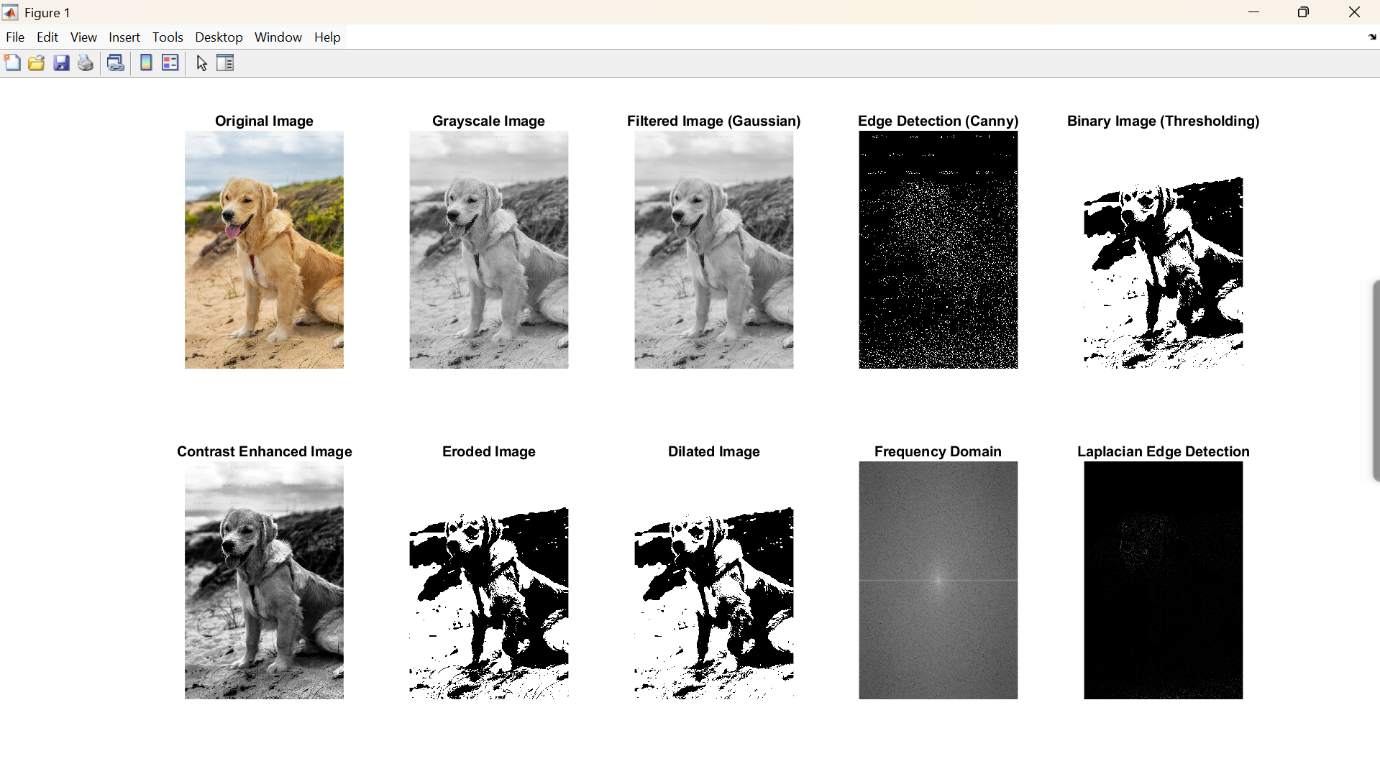 Figure 1
File Edit View Insert Tools Desktop Window Help
Original Image
Grayscale Image
Filtered Image (Gaussian)
Edge Detection (Canny)
Binary Image (Thresholding)
Contrast Enhanced Image
Eroded Image
Dilated Image
Frequency Domain
Laplacian Edge Detection